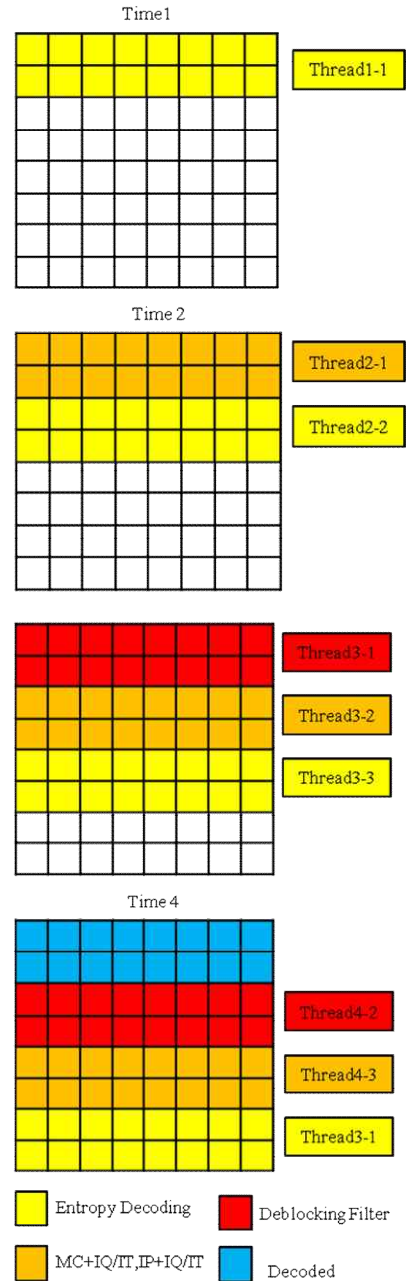 Time1
Thread1-1
Time 2
Thread2-1
Thread2-2
Thread3-1
Thread3-2
Thread3-3
Time 4
Thread4-2
Thread4-3
Thread3-1
Entropy Decoding
Deblocking Filter
MC+IQ/IT,IP+IQ/IT
Decoded